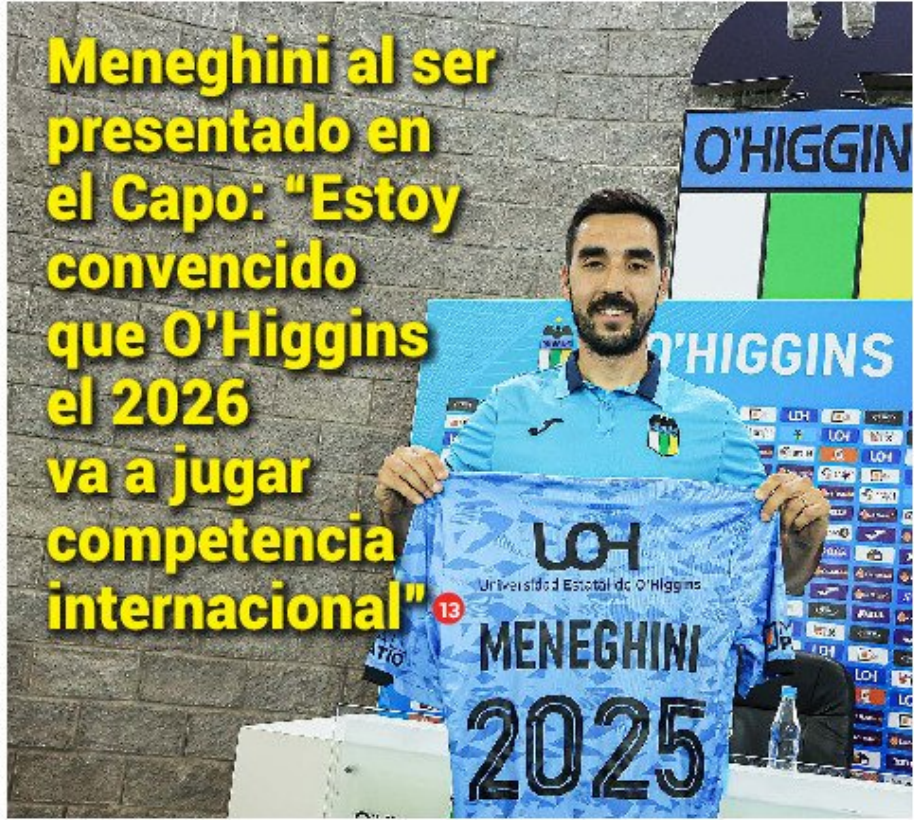 Meneghini al ser
presentado en
el Capo: “Estoy
convencido
que O’Higgins
el 2026
va a jugar
competencia
internacional”
13
O'HIGGIN
O'HIGGINS
UOH
Universidad Estatal de O'Higgins
MENEGHINI
2025